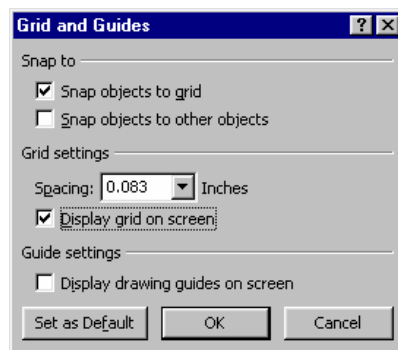 Grid and Guides
Snap to
Snap objects to grid
Snap objects to other objects
Grid settings
Spacing: 0.083 Inches
Display grid on screen
Guide settings
Display drawing guides on screen
Set as Default OK Cancel